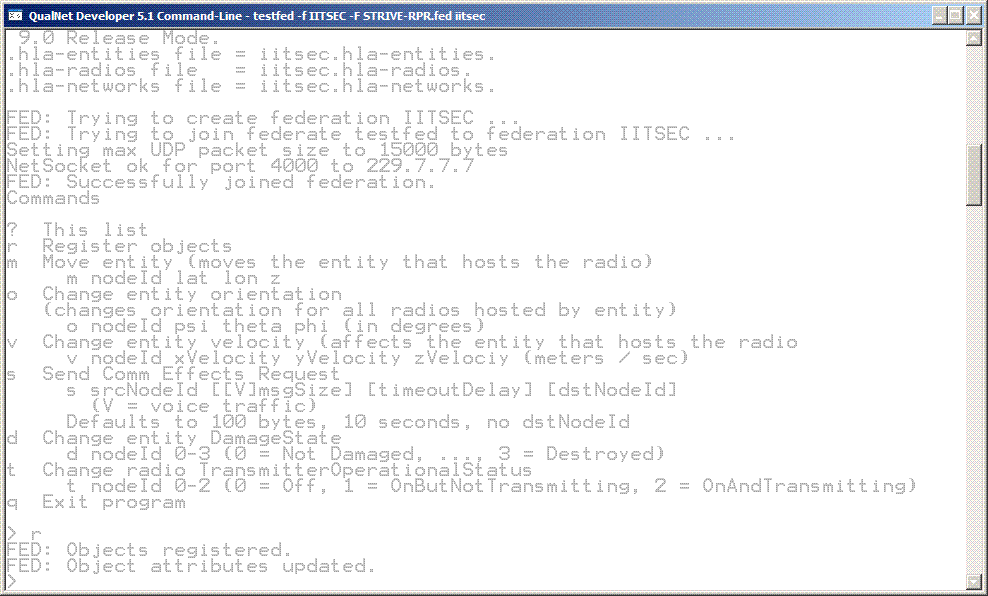 QualNet Developer 5.1 Command-Line - testfed -f IITSEC -F STRIVE-RPR.fed iitsec
9.0 Release Mode.
.hla-entities file = iitsec.hla-entities.
.hla-radios file   = iitsec.hla-radios.
.hla-networks file = iitsec.hla-networks.
FED: Trying to create federation IITSEC ...
FED: Trying to join federate testfed to federation IITSEC ...
Setting max UDP packet size to 15000 bytes
NetSocket ok for port 4000 to 229.7.7.7
FED: Successfully joined federation.
Commands
?  This list
r  Register objects
m  Move entity (moves the entity that hosts the radio)
     m nodeId lat lon z
o  Change entity orientation
   (changes orientation for all radios hosted by entity)
     o nodeId psi theta phi (in degrees)
v  Change entity velocity (affects the entity that hosts the radio
     v nodeId xVelocity yVelocity zVelociy (meters / sec)
s  Send Comm Effects Request
     s srcNodeId [[V]msgSize] [timeoutDelay] [dstNodeId]
       (V = voice traffic)
     Defaults to 100 bytes, 10 seconds, no dstNodeId
d  Change entity DamageState
     d nodeId 0-3 (0 = Not Damaged, ..., 3 = Destroyed)
t  Change radio TransmitterOperationalStatus
     t nodeId 0-2 (0 = Off, 1 = OnButNotTransmitting, 2 = OnAndTransmitting)
q  Exit program
> r
FED: Objects registered.
FED: Object attributes updated.
>